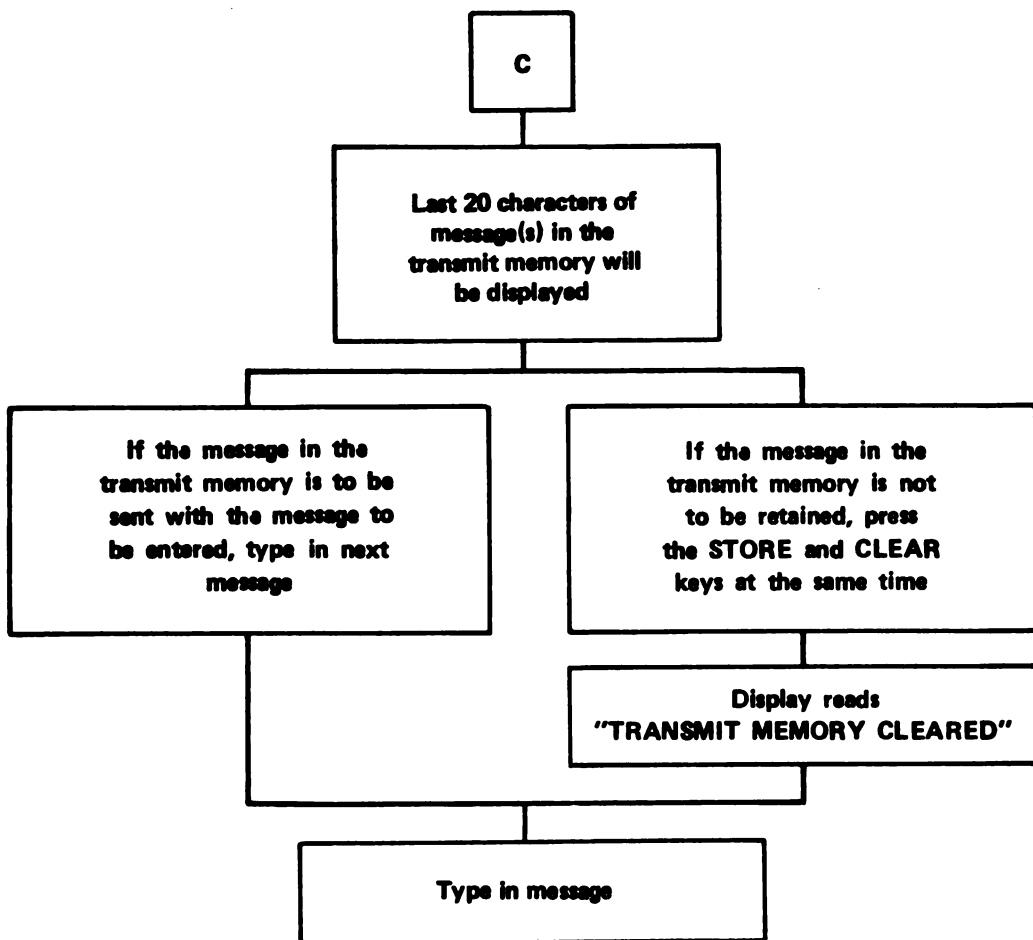 C
Last 20 characters of
message(s) in the
transmit memory will
be displayed
If the message in the
transmit memory is to be
sent with the message to
be entered, type in next
message
If the message in the
transmit memory is not
to be retained, press
the STORE and CLEAR
keys at the same time
Display reads
"TRANSMIT MEMORY CLEARED"
Type in message